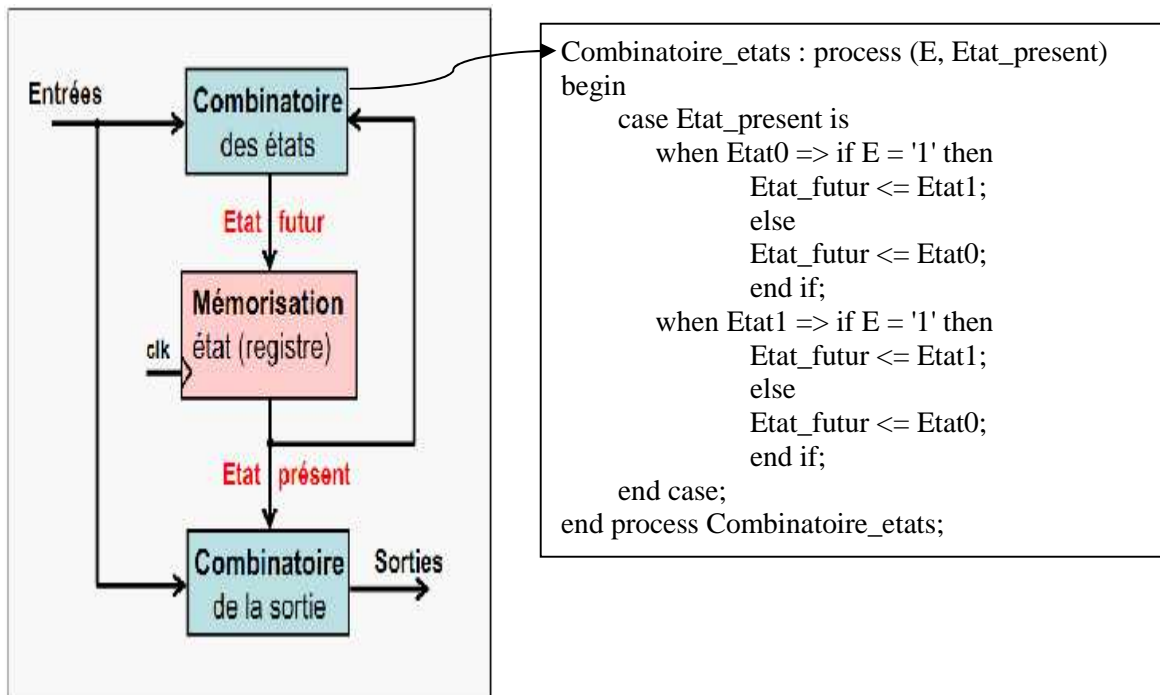 Entrées
Combinatoire
des états
Etat futur
Mémorisation
état (registre)
clk
Etat présent
Combinatoire
de la sortie
Sorties
Combinatoire_etats : process (E, Etat_present)
begin
case Etat_present is
when Etat0 => if E = '1' then
Etat_futur <= Etat1;
else
Etat_futur <= Etat0;
end if;
when Etat1 => if E = '1' then
Etat_futur <= Etat1;
else
Etat_futur <= Etat0;
end if;
end case;
end process Combinatoire_etats;